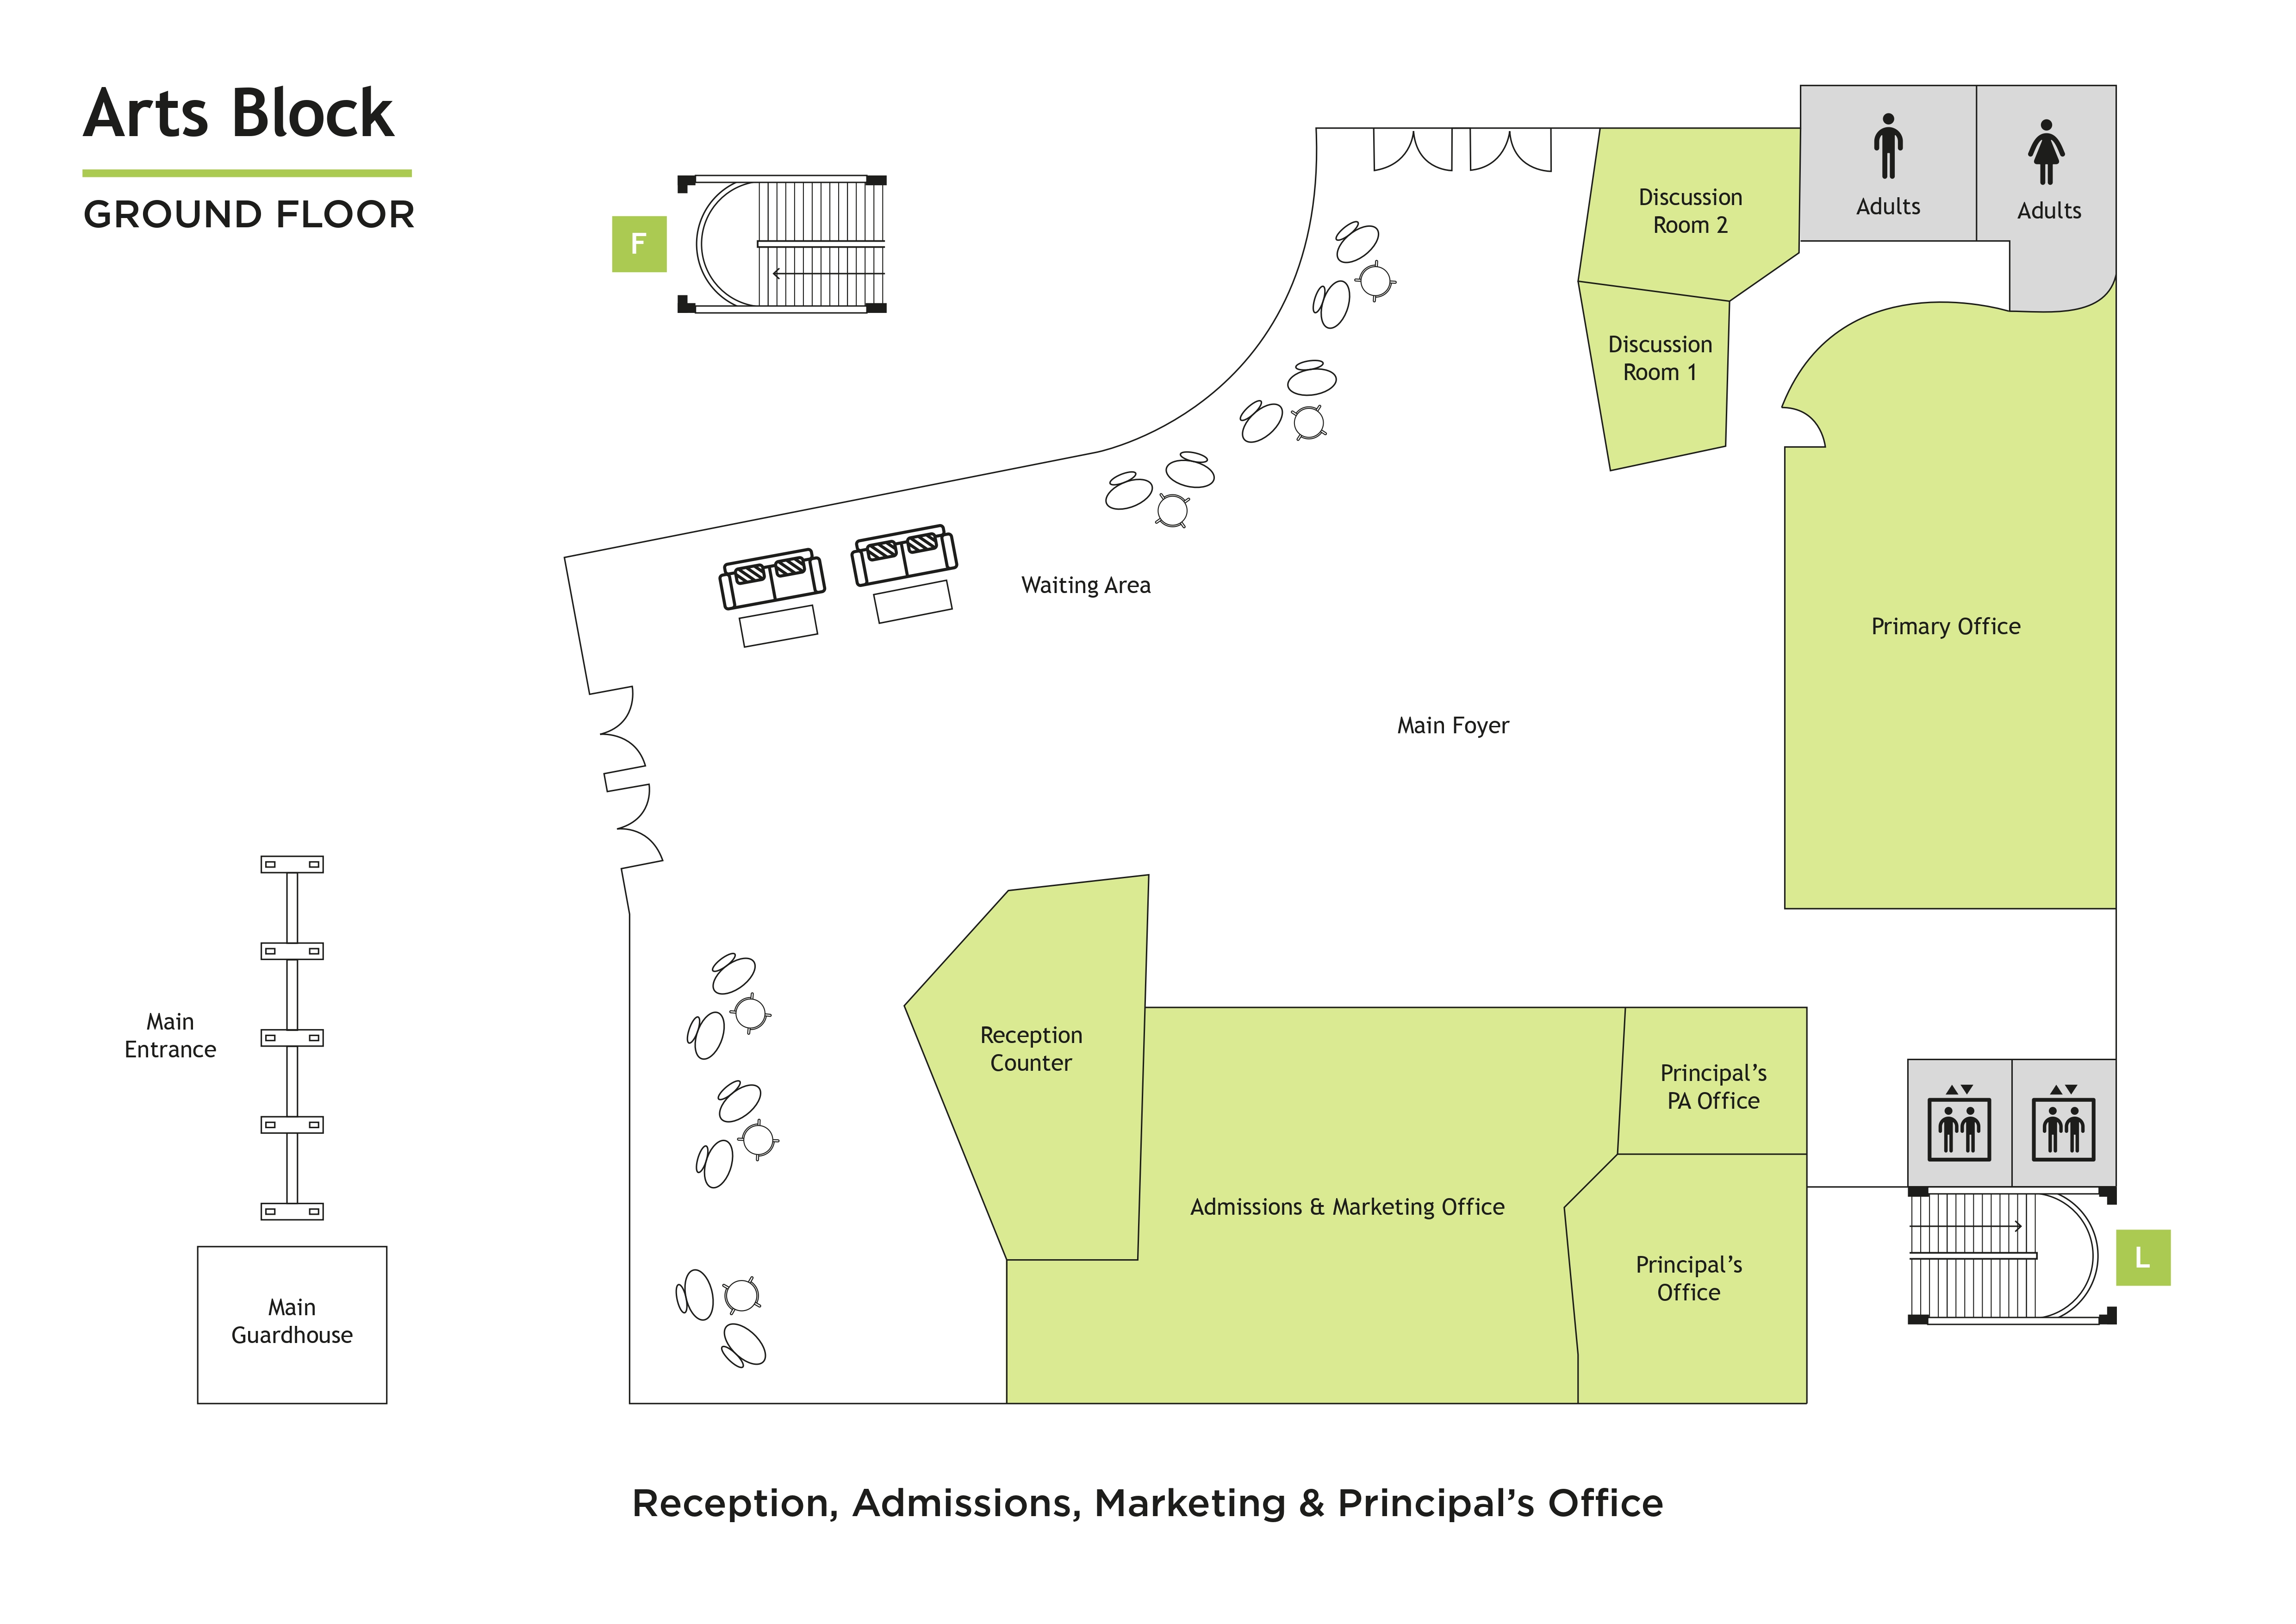 Arts Block
GROUND FLOOR
F
Discussion
Room 2
Adults
Adults
Discussion
Room 1
Waiting Area
Primary Office
Main Foyer
Main
Entrance
Reception
Counter
Principal’s
PA Office
Admissions & Marketing Office
Principal’s
Office
L
Main
Guardhouse
Reception, Admissions, Marketing & Principal’s Office